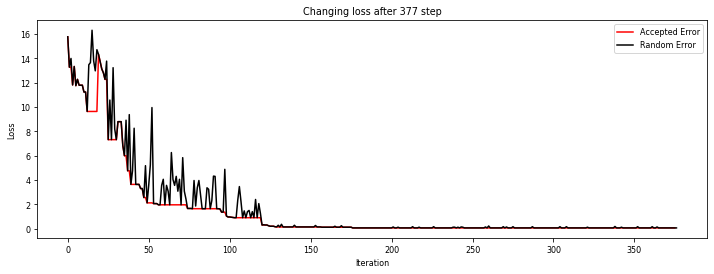 Changing loss after 377 step
Accepted Error
Random Error
Loss
16
14
12
10
8
6
4
2
0
0 50 100 150 200 250 300 350
Iteration